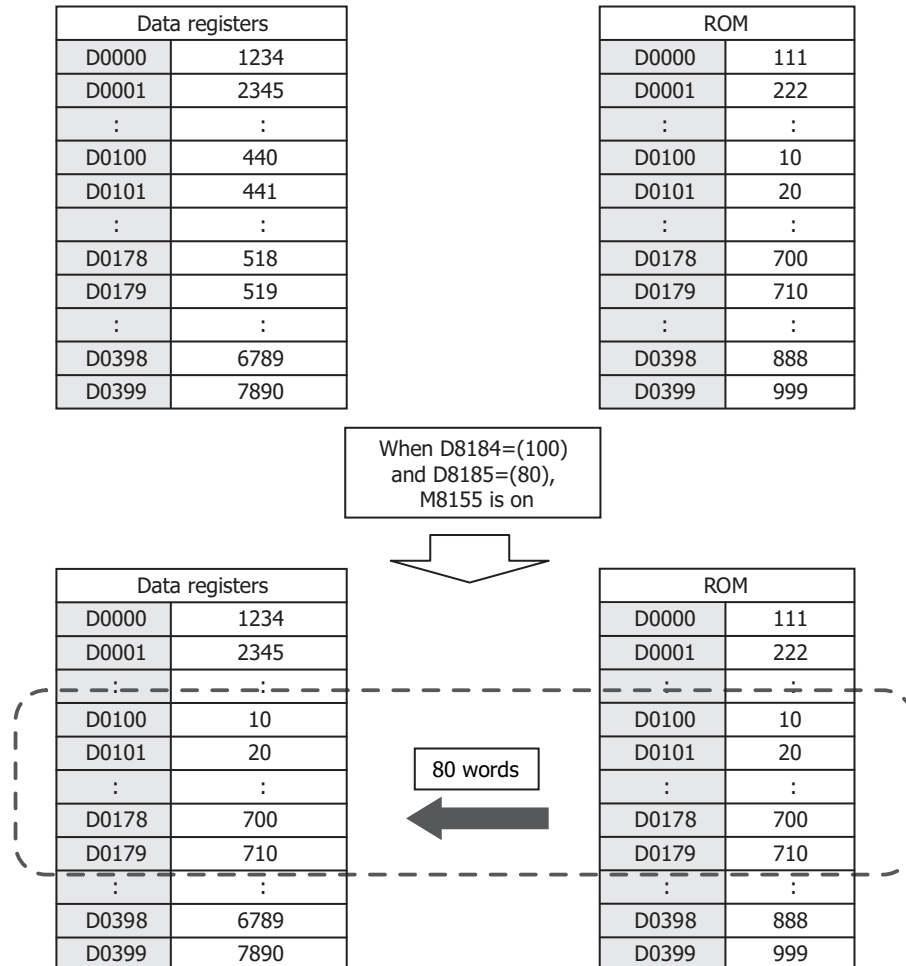 Data registers ROM
D0000 1234 D0000 111
D0001 2345 D0001 222
: : : :
D0100 440 D0100 10
D0101 441 D0101 20
: : : :
D0178 518 D0178 700
D0179 519 D0179 710
: : : :
D0398 6789 D0398 888
D0399 7890 D0399 999
When D8184=(100)
and D8185=(80),
M8155 is on
Data registers ROM
D0000 1234 D0000 111
D0001 2345 D0001 222
: : : :
D0100 10 D0100 10
D0101 20 D0101 20
80 words
: : : :
D0178 700 D0178 700
D0179 710 D0179 710
: : : :
D0398 6789 D0398 888
D0399 7890 D0399 999